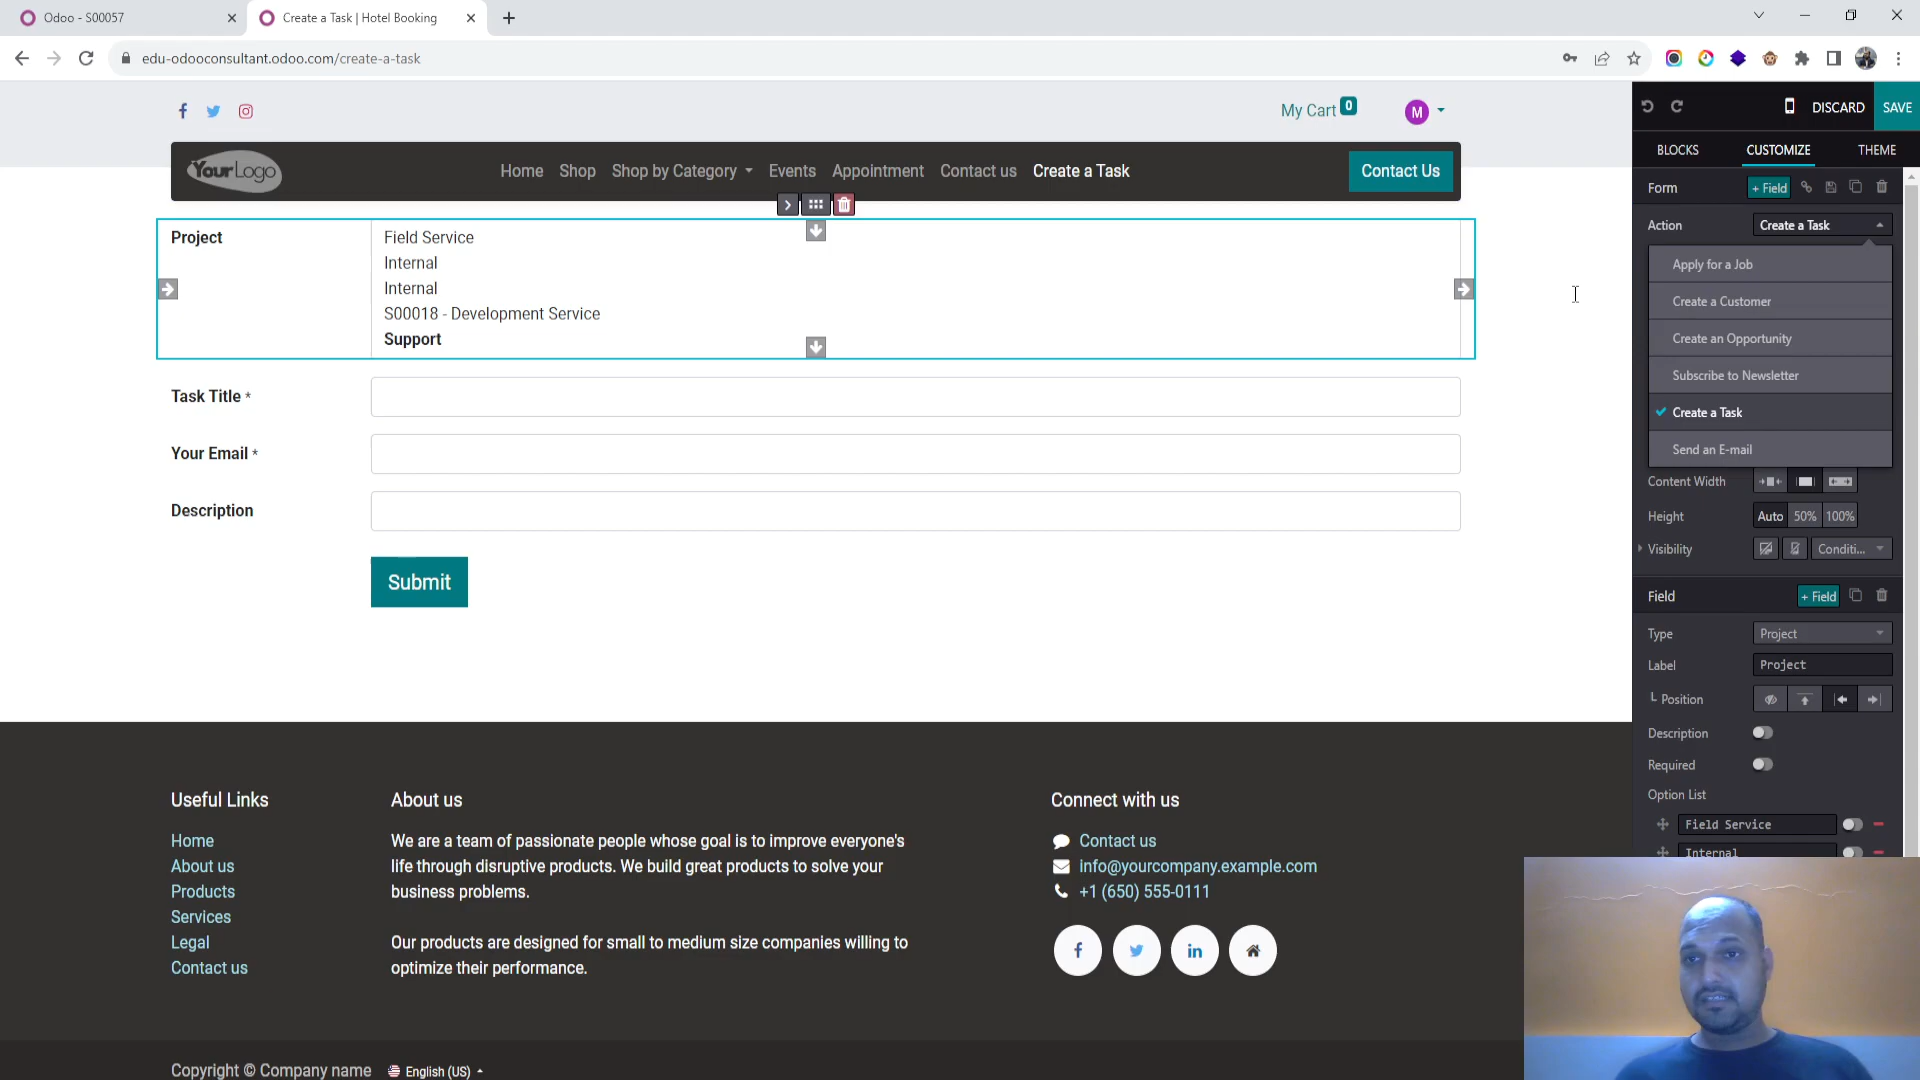 Odoo - S00057
Create a Task | Hotel Booking
edu-odooconsultant.odoo.com/create-a-task
My Cart 0
M
DISCARD
SAVE
YourLogo
Home
Shop
Shop by Category
Events
Appointment
Contact us
Create a Task
Contact Us
BLOCKS
CUSTOMIZE
THEME
Form
+ Field
Project
Field Service
Internal
Internal
S00018 - Development Service
Support
Action
Create a Task
Apply for a Job
Create a Customer
Create an Opportunity
Subscribe to Newsletter
Create a Task
Send an E-mail
Task Title *
Your Email *
Description
Submit
Content Width
Height
Auto
50%
100%
Visibility
Conditi...
Field
+ Field
Type
Project
Label
Project
Position
Description
Required
Option List
Field Service
Internal
Useful Links
Home
About us
Products
Services
Legal
Contact us
About us
We are a team of passionate people whose goal is to improve everyone's
life through disruptive products. We build great products to solve your
business problems.
Our products are designed for small to medium size companies willing to
optimize their performance.
Connect with us
Contact us
info@yourcompany.example.com
+1 (650) 555-0111
Copyright © Company name
English (US)